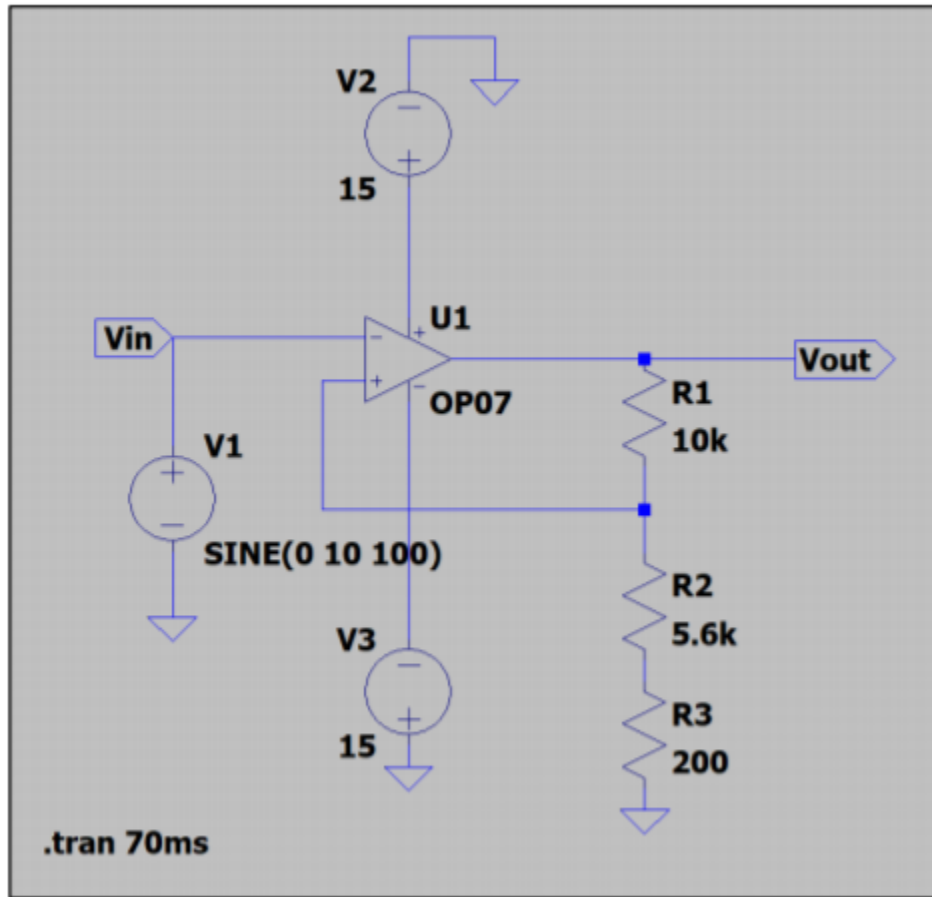 V2
−
+
15
U1
+
Vin
−
Vout
+
−
OP07
R1
10k
V1
+
−
SINE(0 10 100)
R2
5.6k
V3
−
+
15
R3
200
.tran 70ms